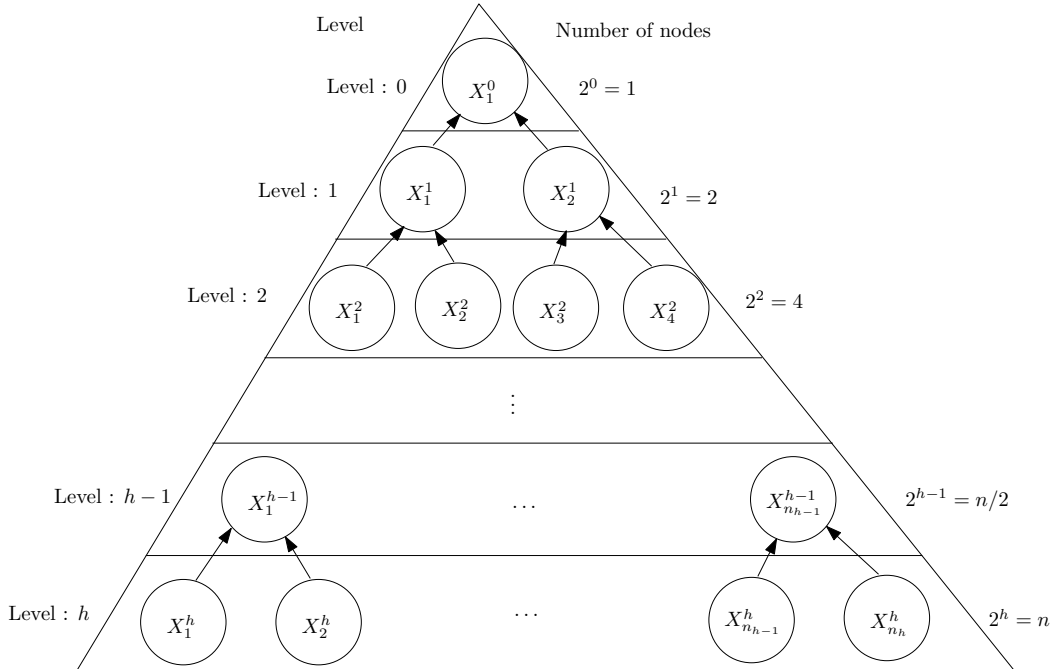 Level
Number of nodes
Level : 0
X_1^0
2^0 = 1
Level : 1
X_1^1
X_2^1
2^1 = 2
Level : 2
X_1^2
X_2^2
X_3^2
X_4^2
2^2 = 4
⋮
Level : h − 1
X_1^{h−1}
⋯
X_{n_{h−1}}^{h−1}
2^{h−1} = n/2
Level : h
X_1^h
X_2^h
⋯
X_{n_{h−1}}^h
X_{n_h}^h
2^h = n